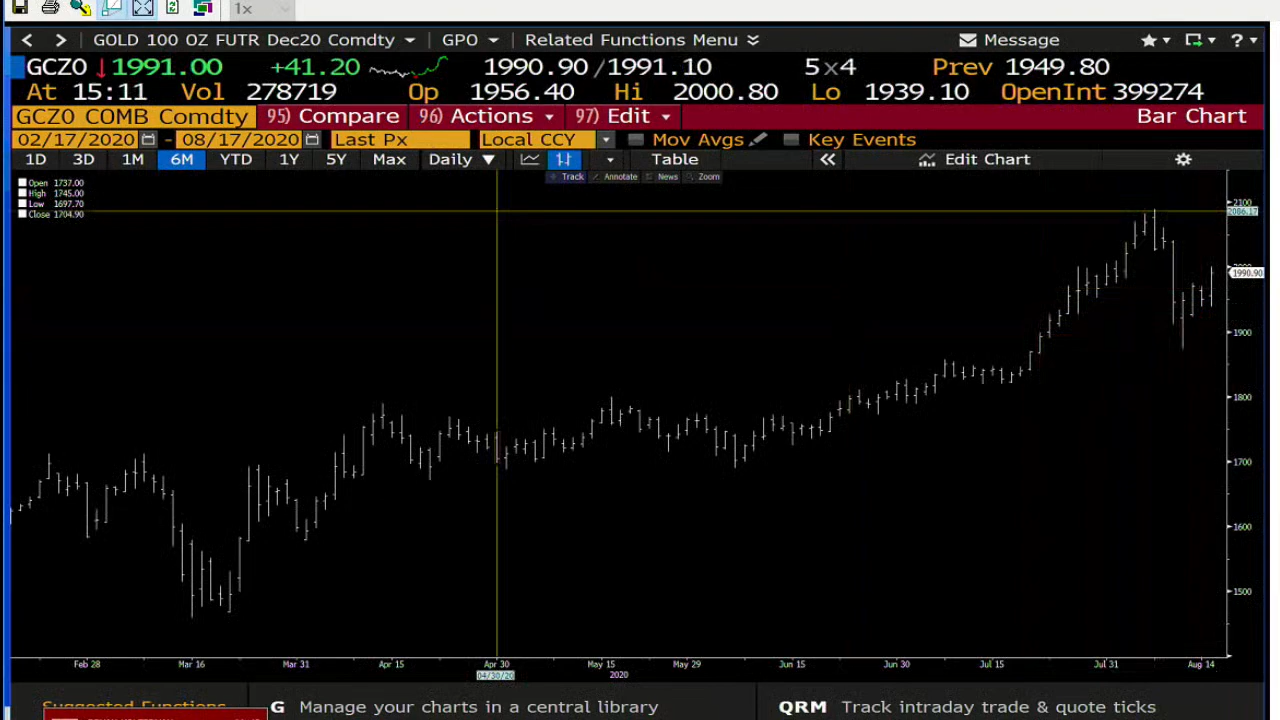 1x
GOLD 100 OZ FUTR Dec20 Comdty GPO Related Functions Menu Message ?
GCZ0 1991.00 +41.20 1990.90 /1991.10 5x4 Prev 1949.80
At 15:11 Vol 278719 Op 1956.40 Hi 2000.80 Lo 1939.10 OpenInt 399274
GCZ0 COMB Comdty 95) Compare 96) Actions 97) Edit Bar Chart
02/17/2020 - 08/17/2020 Last Px Local CCY Mov Avgs Key Events
1D 3D 1M 6M YTD 1Y 5Y Max Daily Table Edit Chart
Track Annotate News Zoom
Open 1737.00
High 1745.00
Low 1697.70
Close 1704.90
2100
2086.17
1990.90
1900
1800
1700
1600
1500
Feb 28 Mar 16 Mar 31 Apr 15 Apr 30 May 15 May 29 Jun 15 Jun 30 Jul 15 Jul 31 Aug 14
04/30/20 2020
Suggested Functions G Manage your charts in a central library QRM Track intraday trade & quote ticks